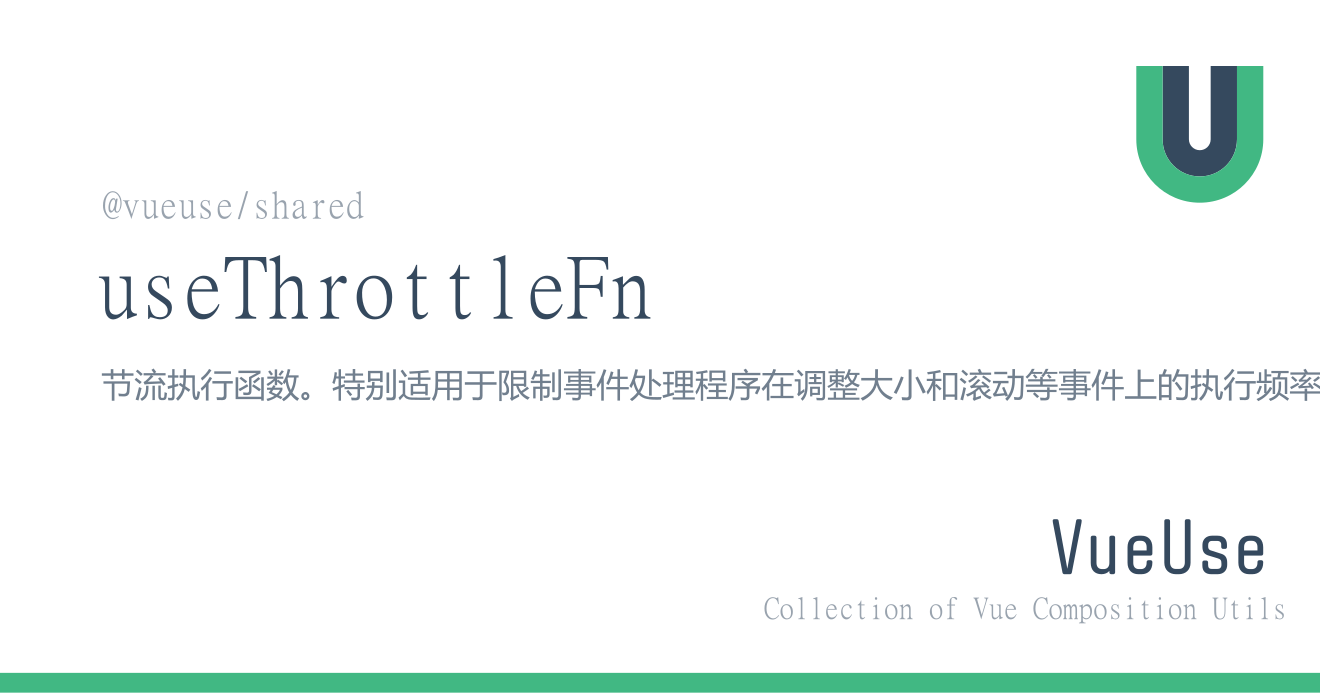 @vueuse/shared
useThrottleFn
节流执行函数。特别适用于限制事件处理程序在调整大小和滚动等事件上的执行频率
VueUse
Collection of Vue Composition Utils